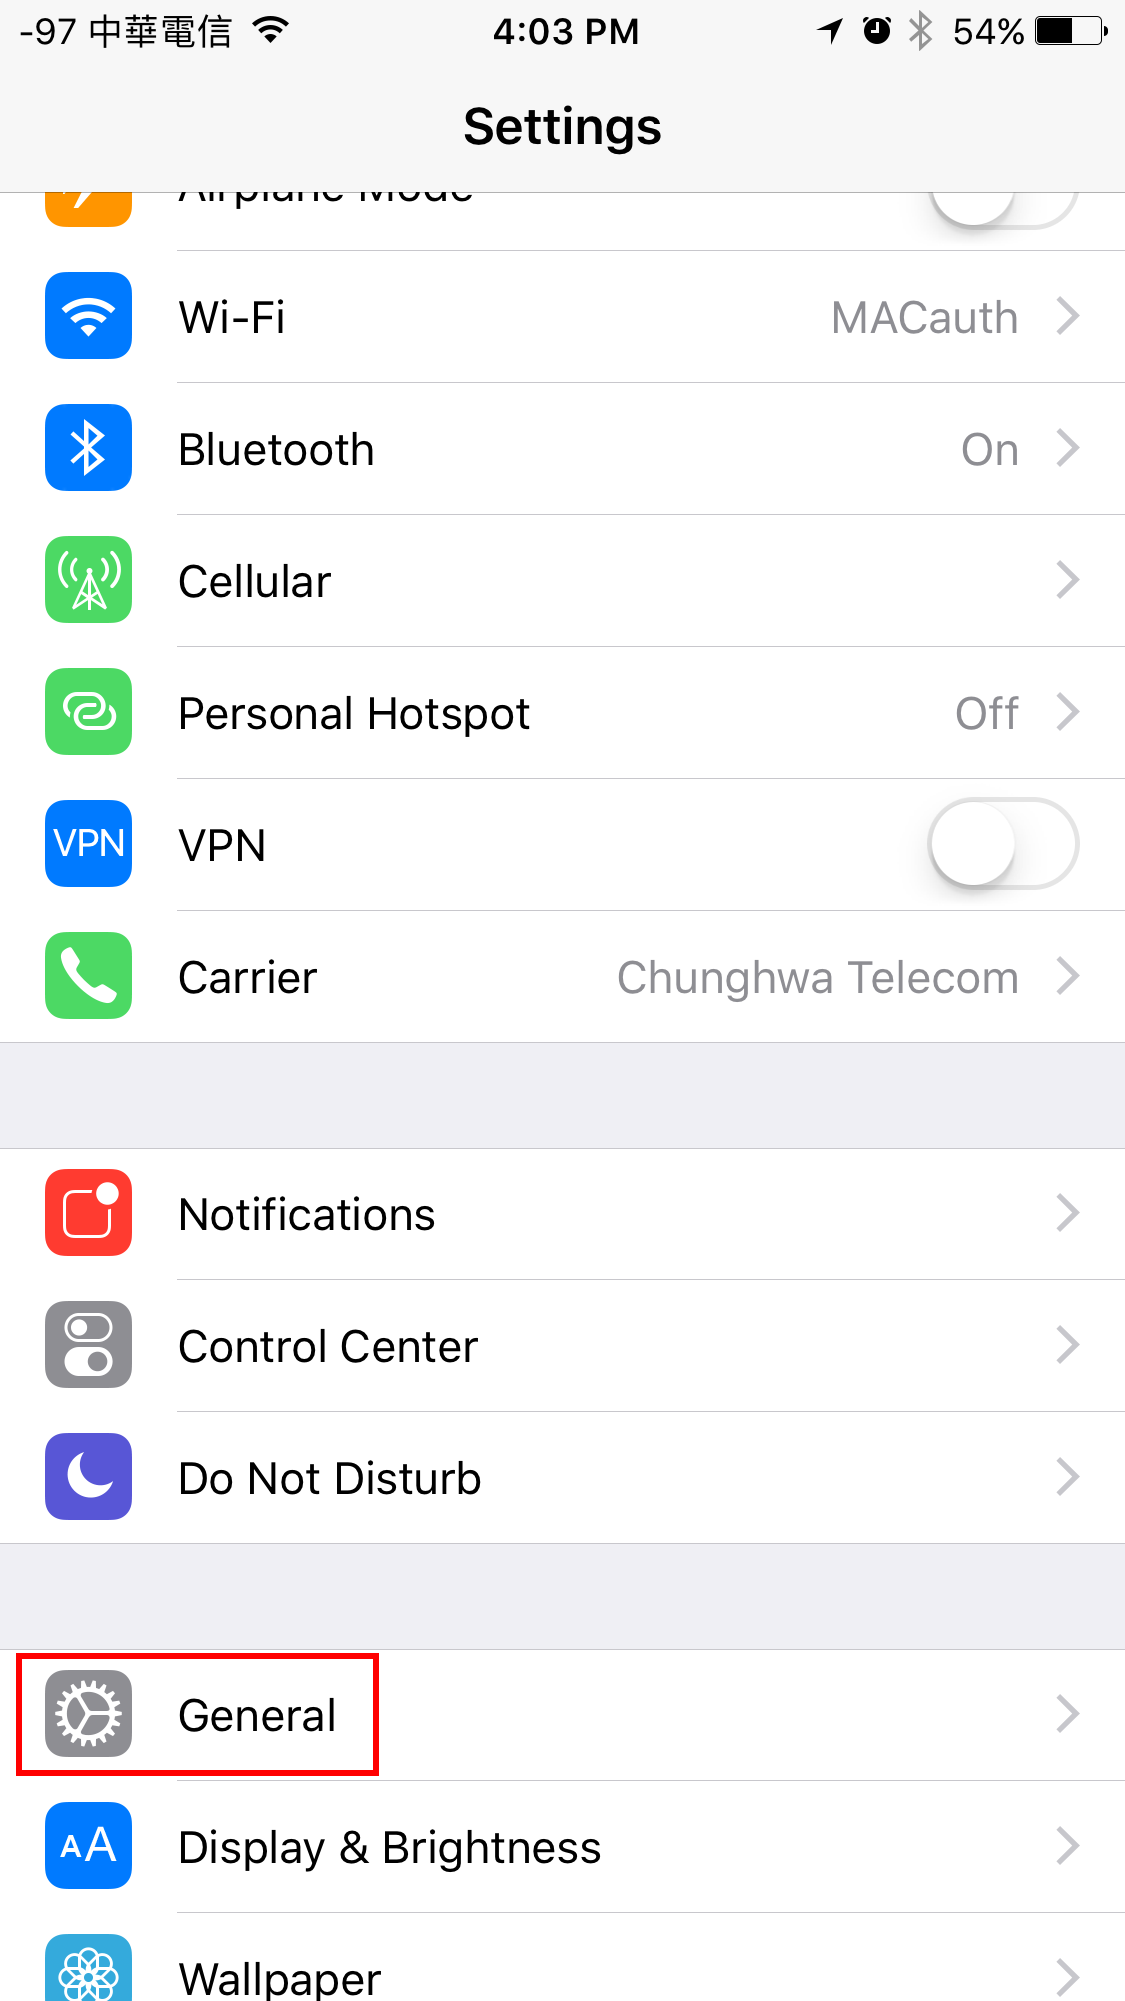 -97 中華電信 4:03 PM 54%
Settings
Airplane Mode
Wi-Fi MACauth
Bluetooth On
Cellular
Personal Hotspot Off
VPN VPN
Carrier Chunghwa Telecom
Notifications
Control Center
Do Not Disturb
General
AA Display & Brightness
Wallpaper